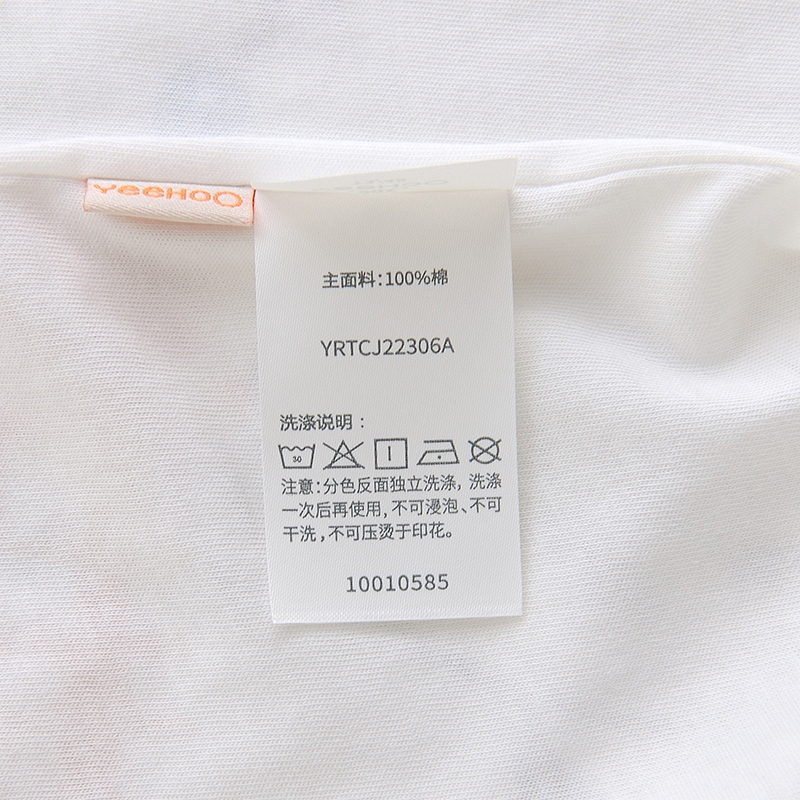 YeeHoO
主面料:100%棉
YRTCJ22306A
洗涤说明：
30
注意:分色反面独立洗涤，洗涤
一次后再使用,不可浸泡、不可
干洗,不可压烫于印花。
10010585